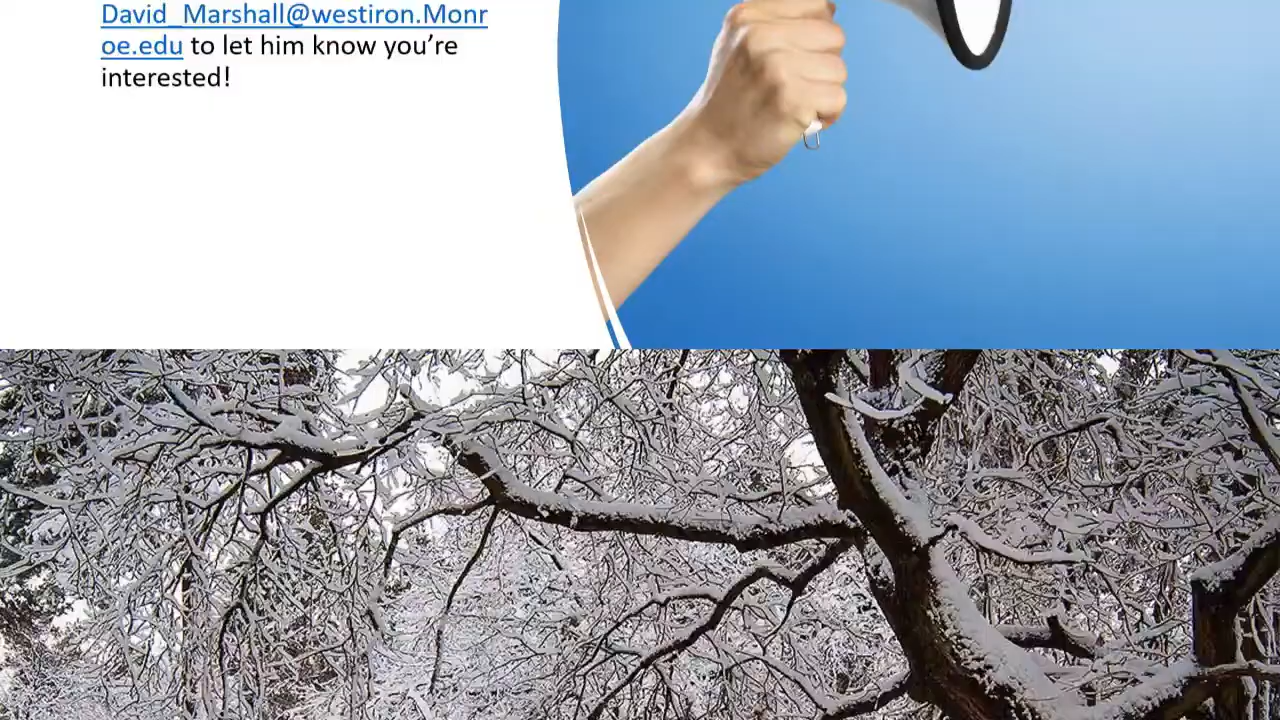 David_Marshall@westiron.Monr
oe.edu to let him know you’re
interested!